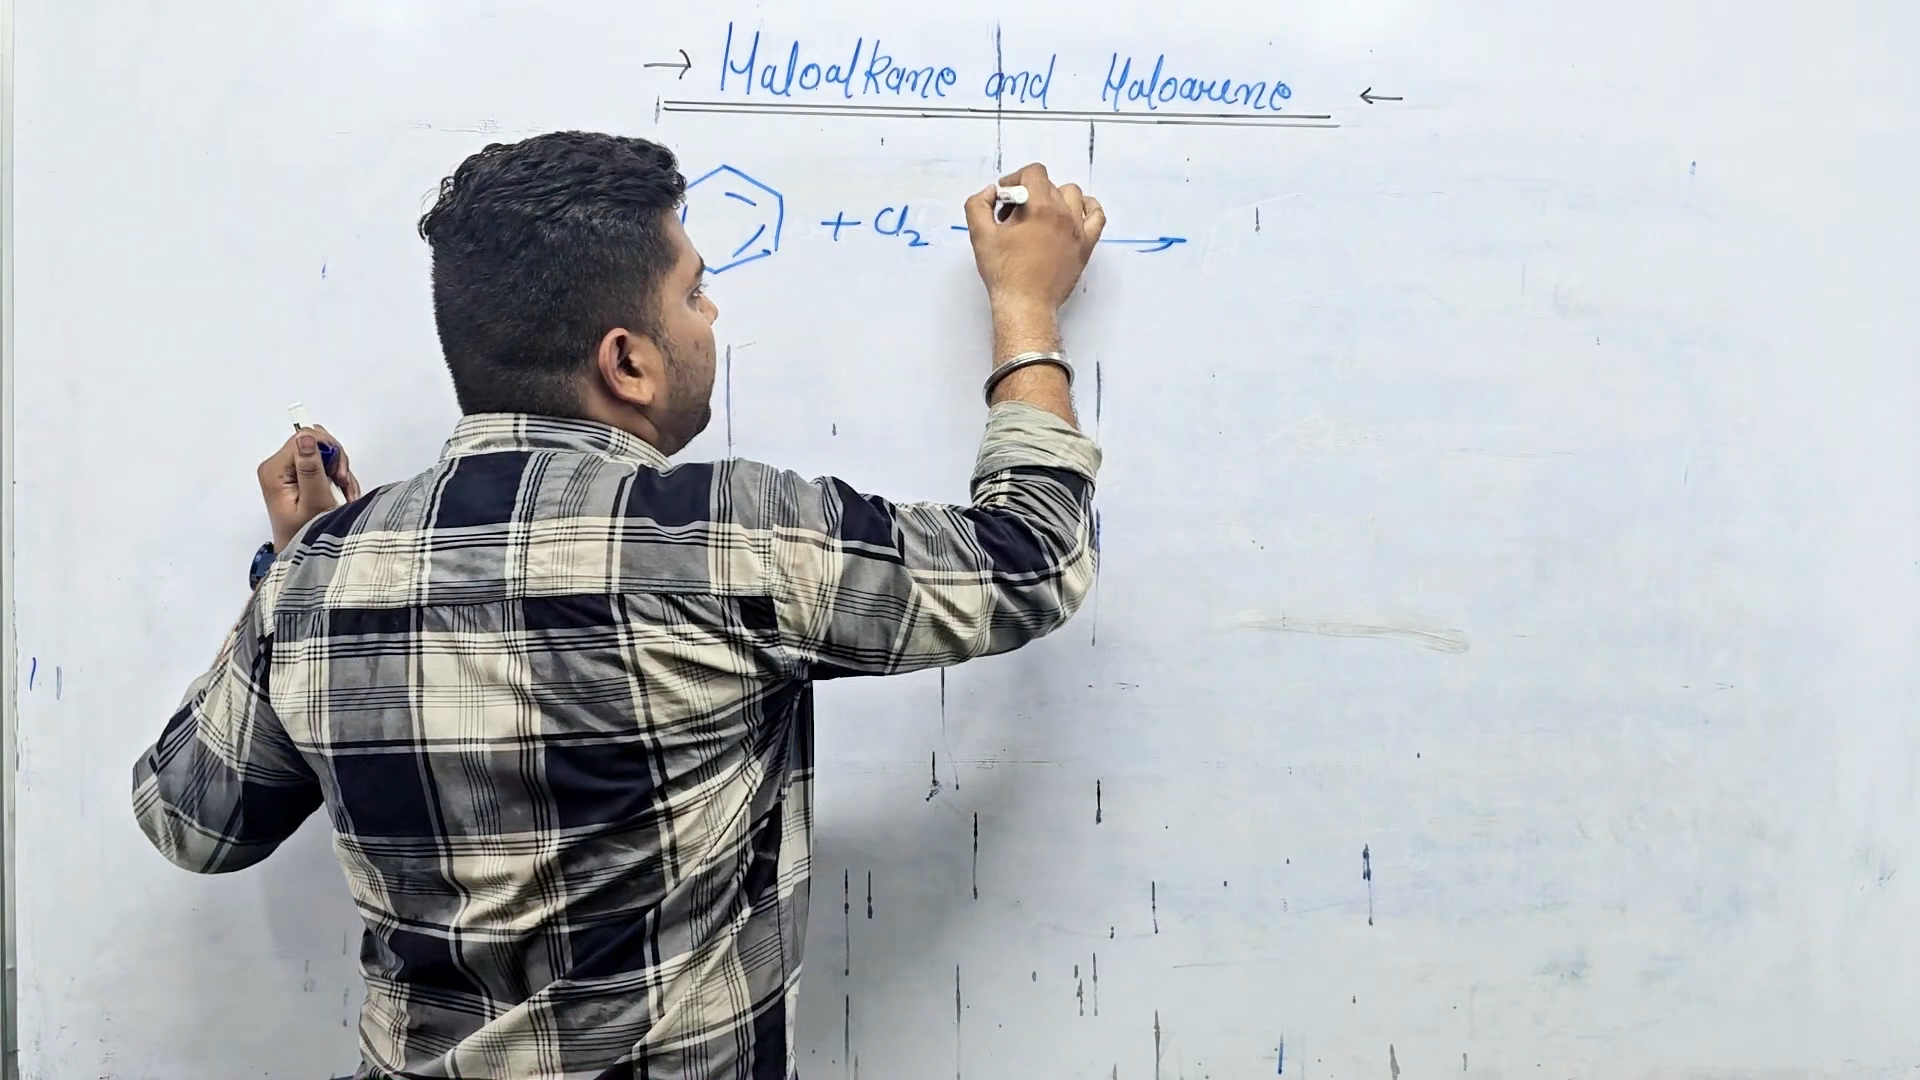 → Haloalkane and Haloarene ←
+ Cl₂ →